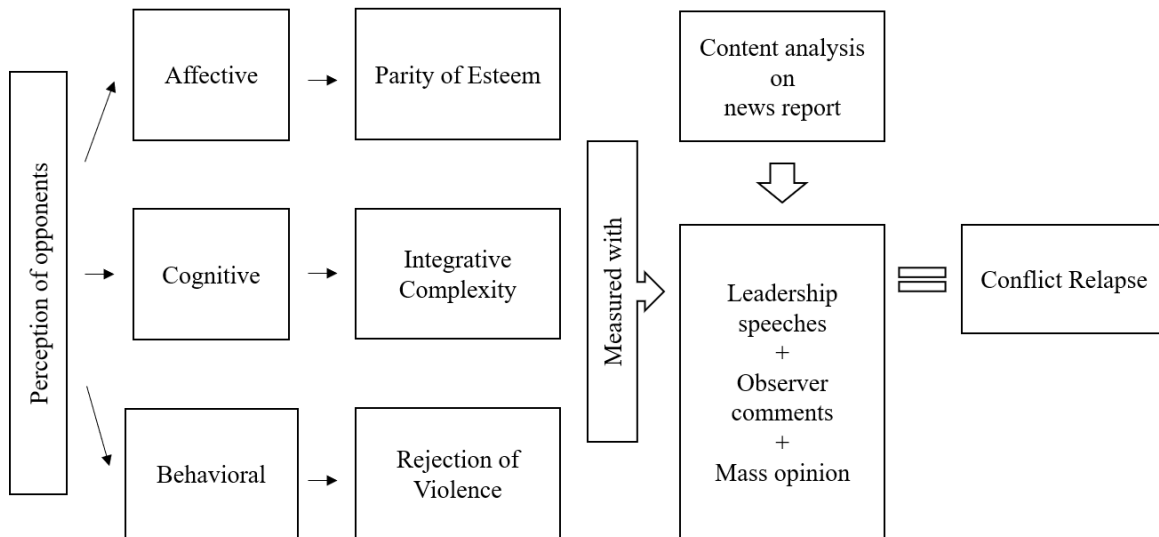 Perception of opponents
Affective
Parity of Esteem
Cognitive
Integrative
Complexity
Behavioral
Rejection of
Violence
Measured with
Content analysis
on
news report
Leadership
speeches
+
Observer
comments
+
Mass opinion
Conflict Relapse